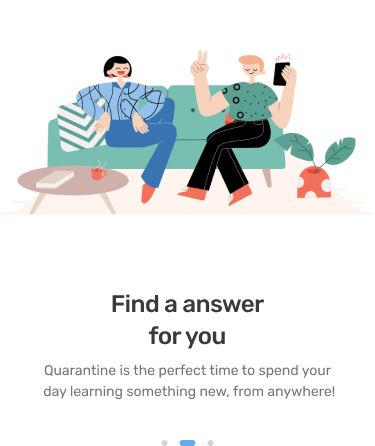 Find a answer
for you
Quarantine is the perfect time to spend your
day learning something new, from anywhere!